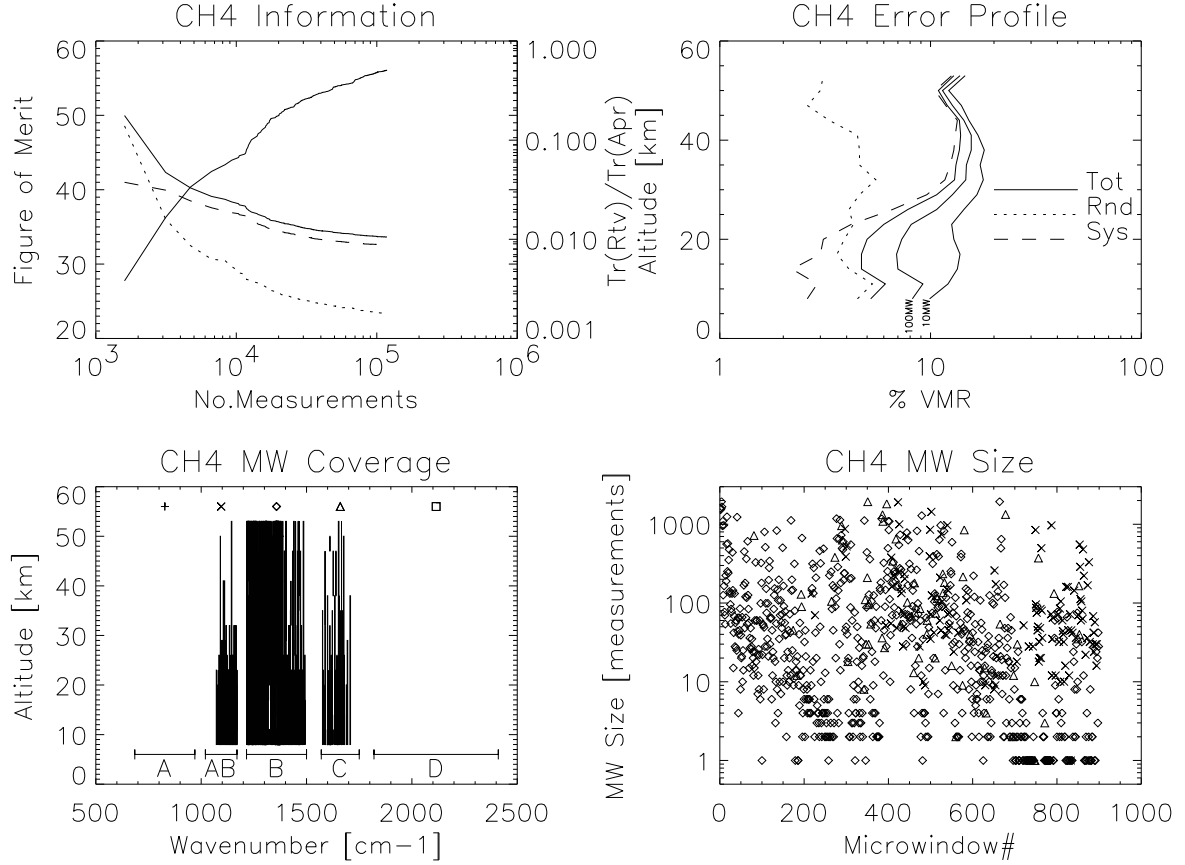 CH4 Information
60
50
40
30
20
Figure of Merit
1.000
0.100
0.010
0.001
Tr(Rtv)/Tr(Apr)
10^3
10^4
10^5
10^6
No.Measurements
CH4 Error Profile
60
40
20
0
Altitude [km]
Tot
Rnd
Sys
100MW
10MW
1
10
100
% VMR
CH4 MW Coverage
60
50
40
30
20
10
0
Altitude [km]
A
AB
B
C
D
500
1000
1500
2000
2500
Wavenumber [cm-1]
CH4 MW Size
1000
100
10
1
MW Size [measurements]
0
200
400
600
800
1000
Microwindow#